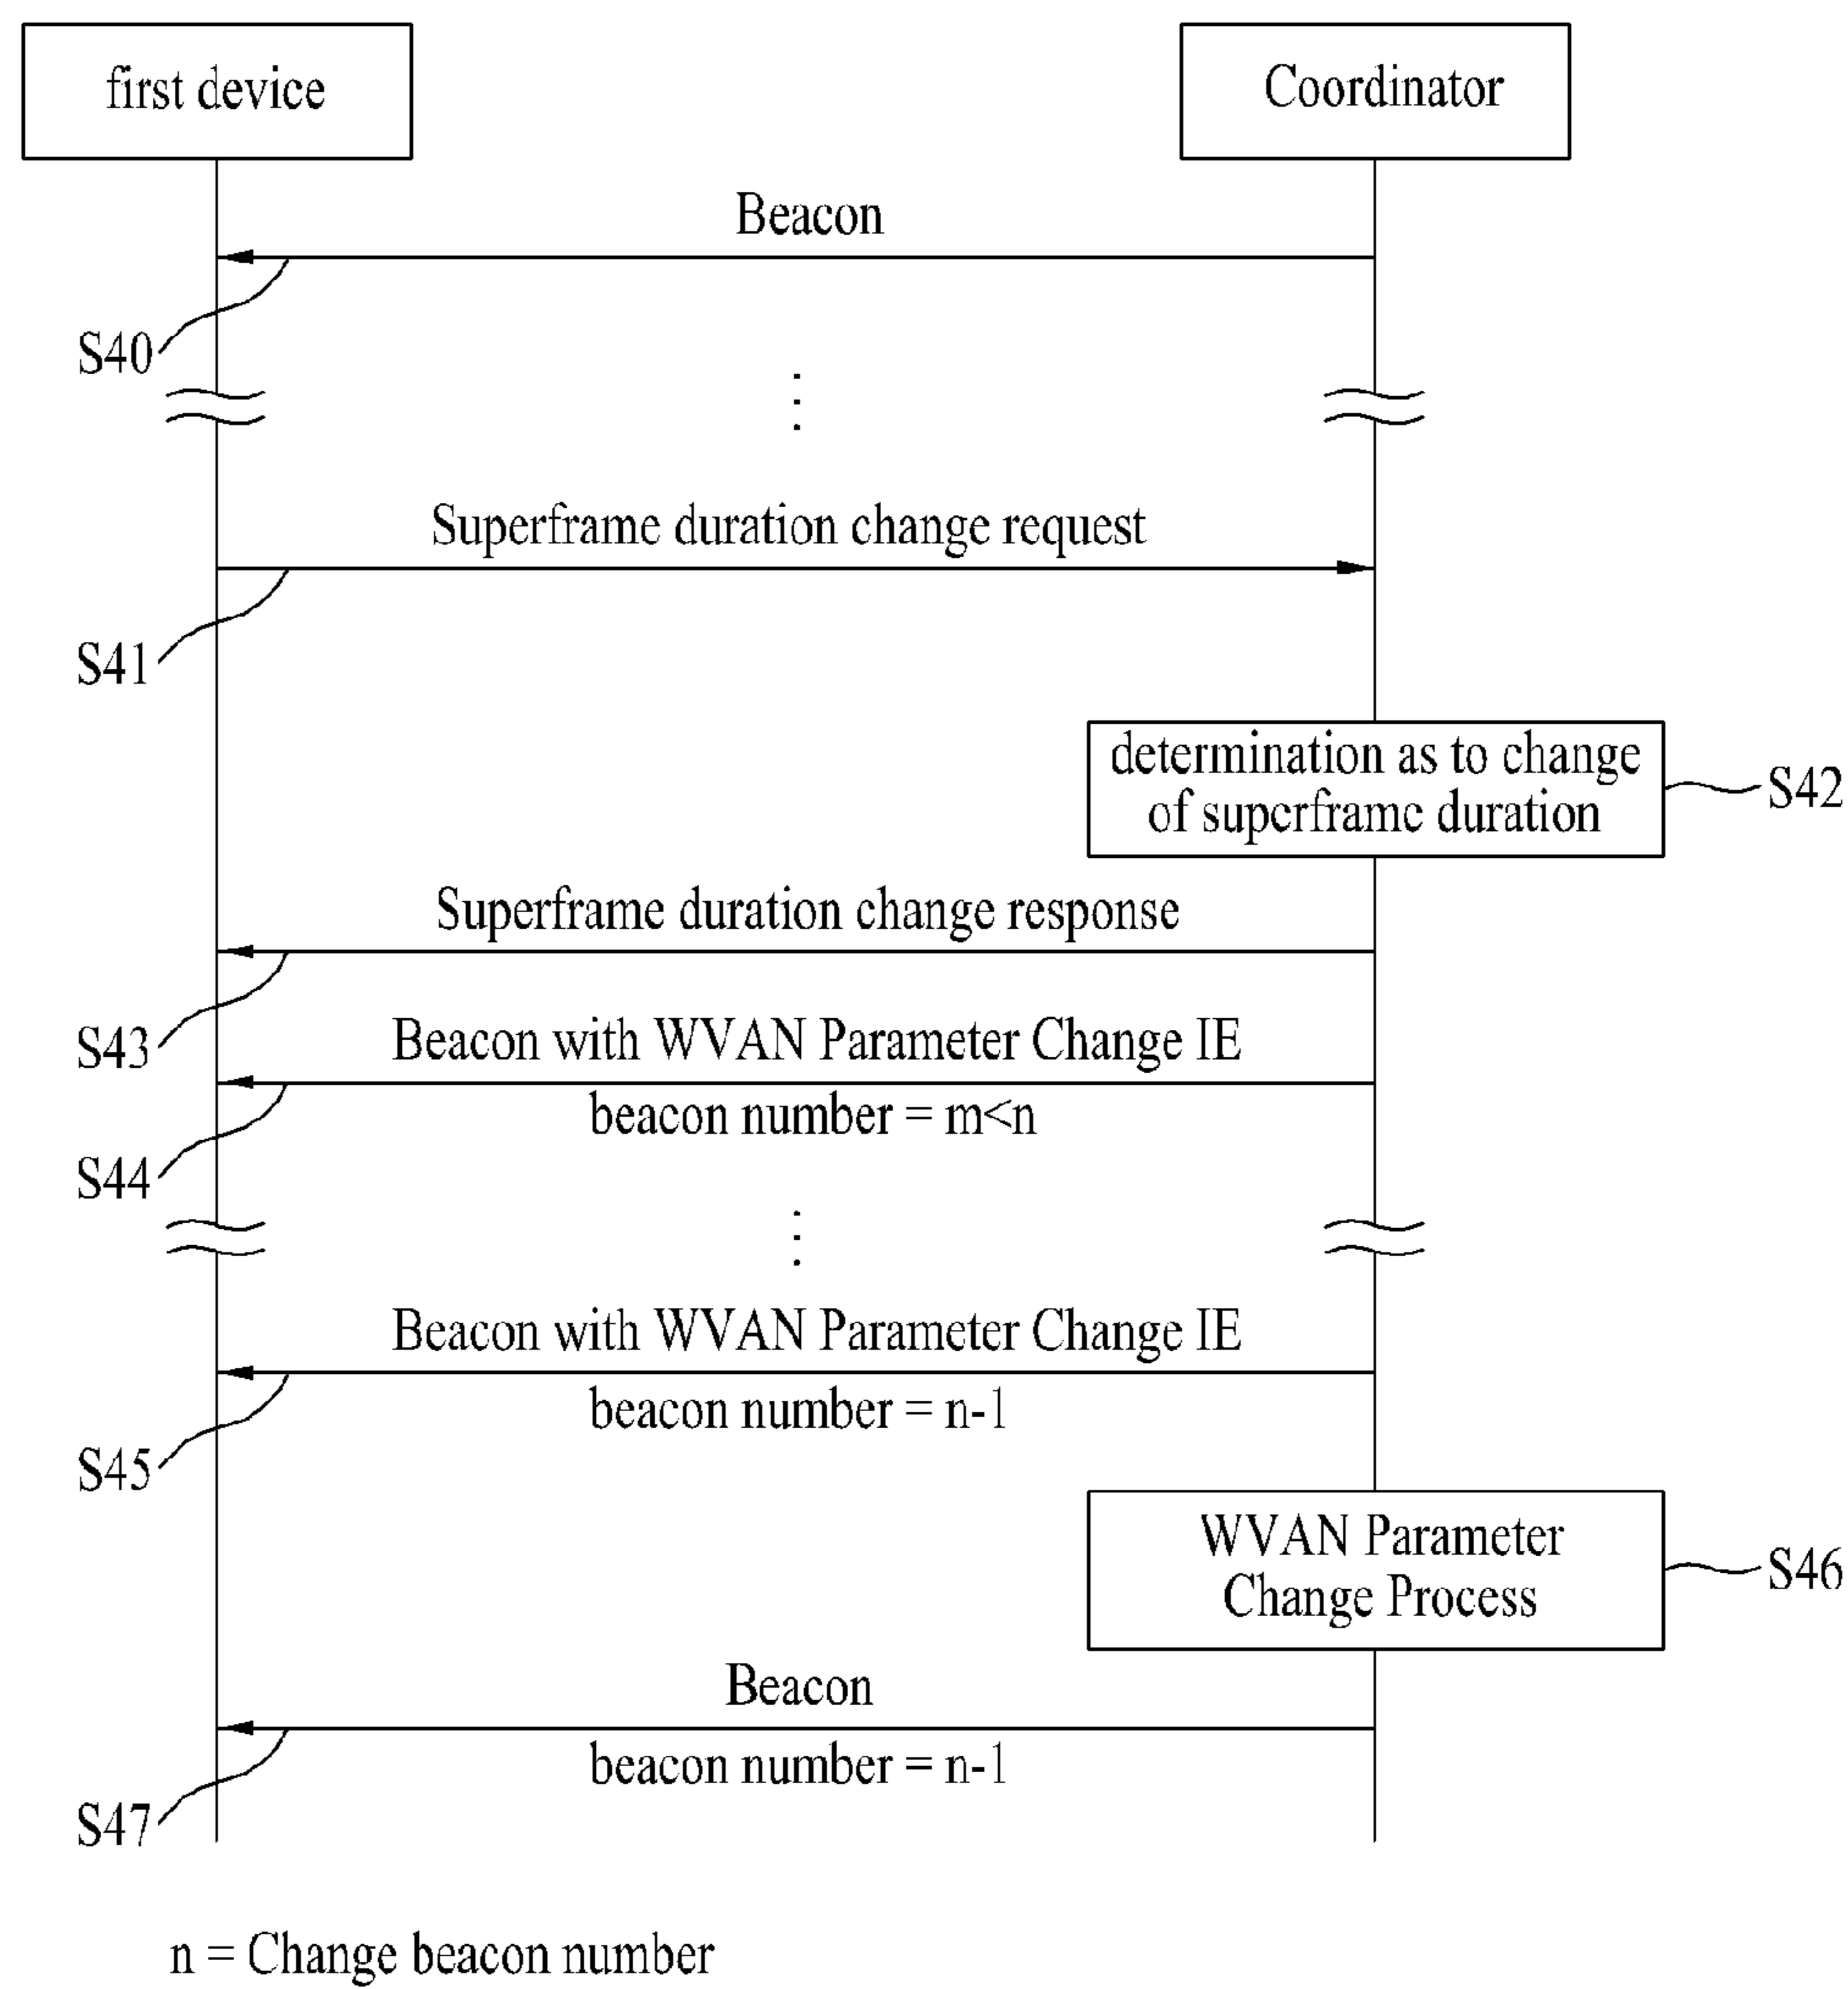 first device
Coordinator
Beacon
S40
Superframe duration change request
S41
determination as to change
of superframe duration
S42
Superframe duration change response
S43
Beacon with WVAN Parameter Change IE
beacon number = m<n
S44
Beacon with WVAN Parameter Change IE
beacon number = n-1
S45
WVAN Parameter
Change Process
S46
Beacon
beacon number = n-1
S47
n = Change beacon number